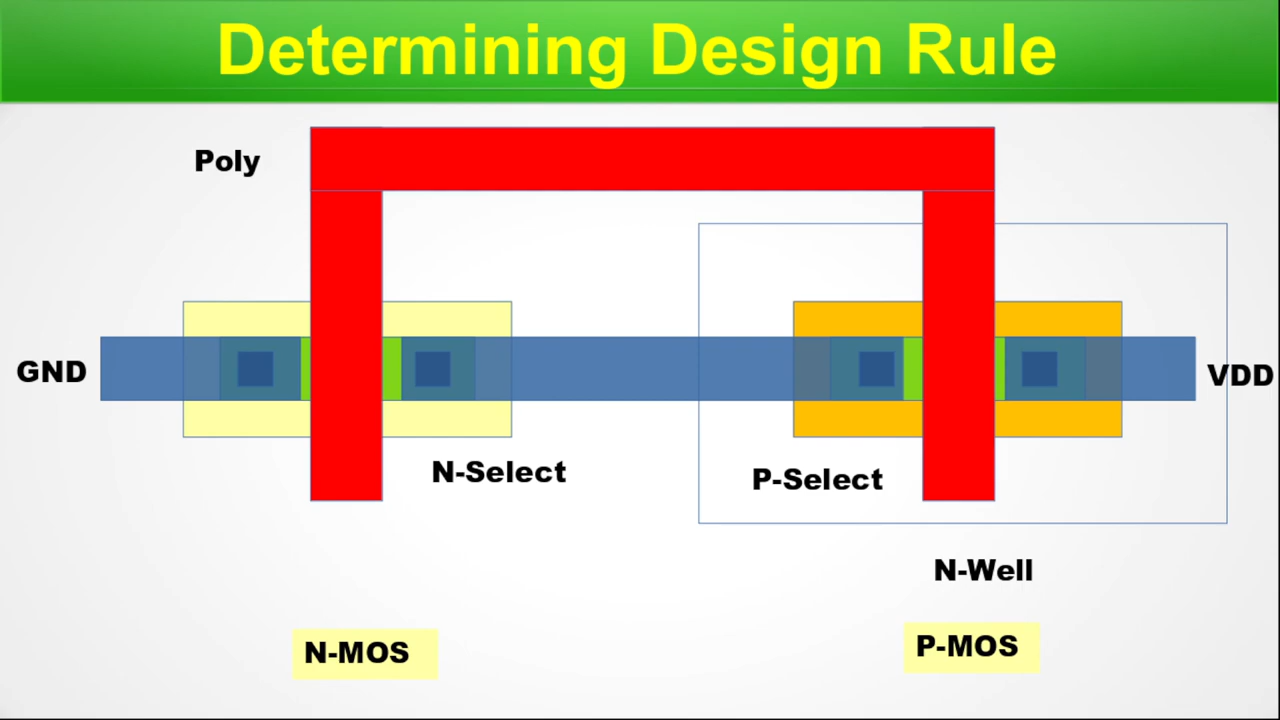 Determining Design Rule
Poly
GND
VDD
N-Select
P-Select
N-Well
N-MOS
P-MOS